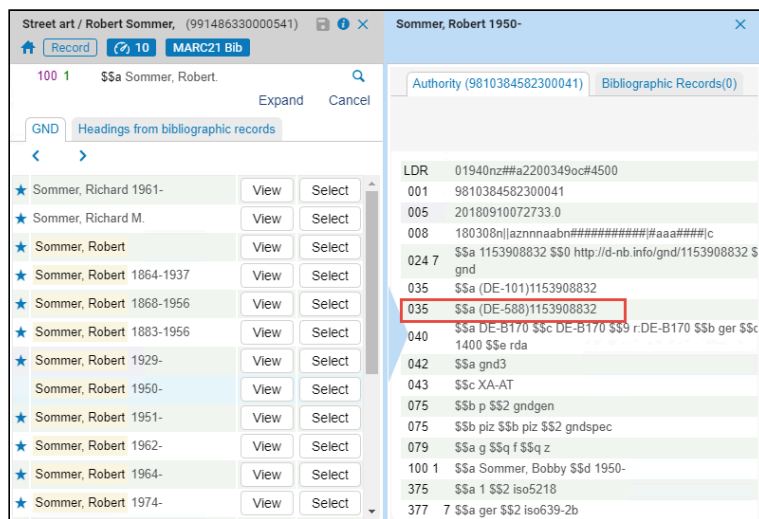 Street art / Robert Sommer, (991486330000541)
Record 10 MARC21 Bib
100 1 $$a Sommer, Robert.
Expand Cancel
GND Headings from bibliographic records
Sommer, Richard 1961- View Select
Sommer, Richard M. View Select
Sommer, Robert View Select
Sommer, Robert 1864-1937 View Select
Sommer, Robert 1868-1956 View Select
Sommer, Robert 1883-1956 View Select
Sommer, Robert 1929- View Select
Sommer, Robert 1950- View Select
Sommer, Robert 1951- View Select
Sommer, Robert 1962- View Select
Sommer, Robert 1964- View Select
Sommer, Robert 1974- View Select
Sommer, Robert 1950-
Authority (9810384582300041) Bibliographic Records(0)
LDR 01940nz##a2200349oc#4500
001 9810384582300041
005 20180910072733.0
008 180308n||aznnnaabn###########|#aaa####|c
024 7 $$a 1153908832 $$0 http://d-nb.info/gnd/1153908832 $
gnd
035 $$a (DE-101)1153908832
035 $$a (DE-588)1153908832
040 $$a DE-B170 $$c DE-B170 $$9 r:DE-B170 $$b ger $$d
1400 $$e rda
042 $$a gnd3
043 $$c XA-AT
075 $$b p $$2 gndgen
075 $$b piz $$b piz $$2 gndspec
079 $$a g $$q f $$q z
100 1 $$a Sommer, Bobby $$d 1950-
375 $$a 1 $$2 iso5218
377 7 $$a ger $$2 iso639-2b